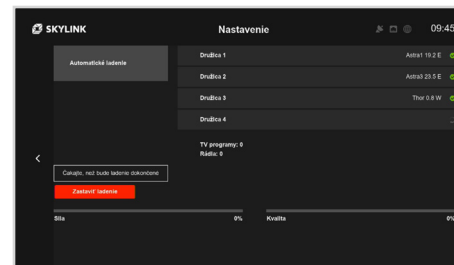 SKYLINK
Nastavenie
09:45
Automatické ladenie
Družica 1
Astra1 19.2 E
Družica 2
Astra3 23.5 E
Družica 3
Thor 0.8 W
Družica 4
TV programy: 0
Rádia: 0
Čakajte, než bude ladenie dokončené
Zastaviť ladenie
Sila
0%
Kvalita
0%